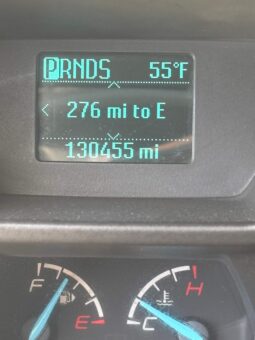 PRNDS 55°F
276 mi to E
130455 mi
F E C H